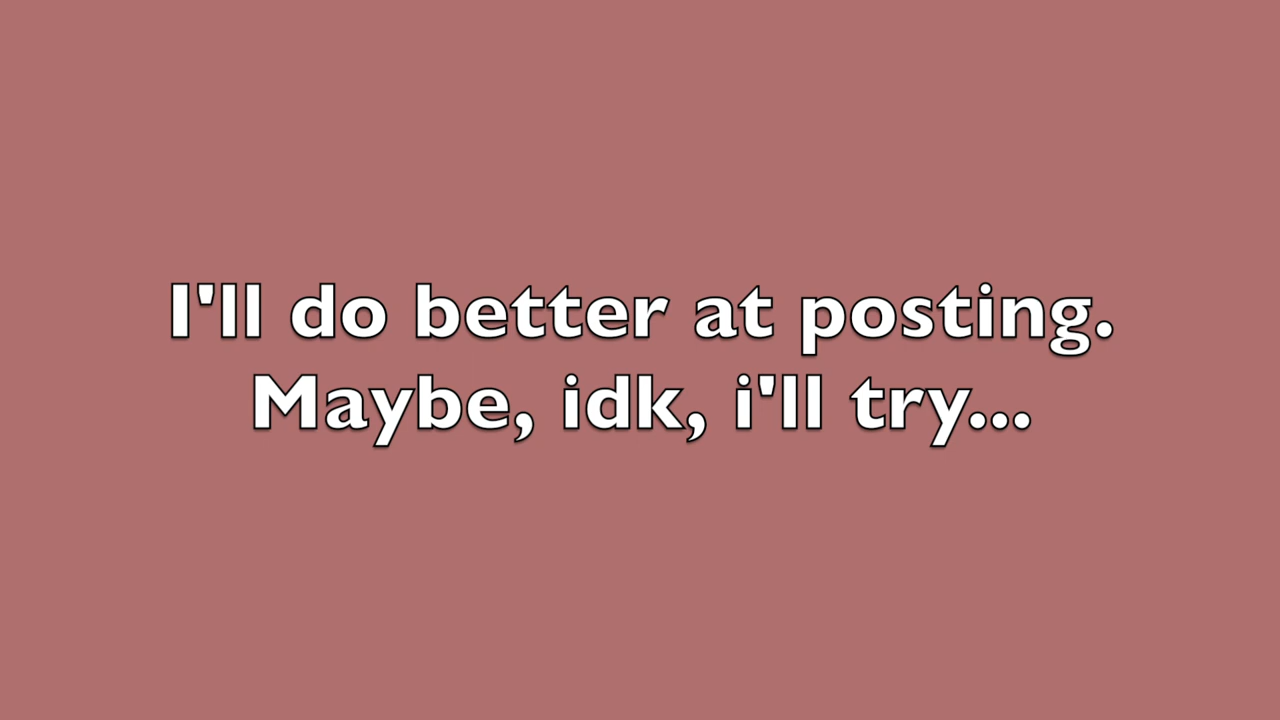 I'll do better at posting.
Maybe, idk, i'll try...